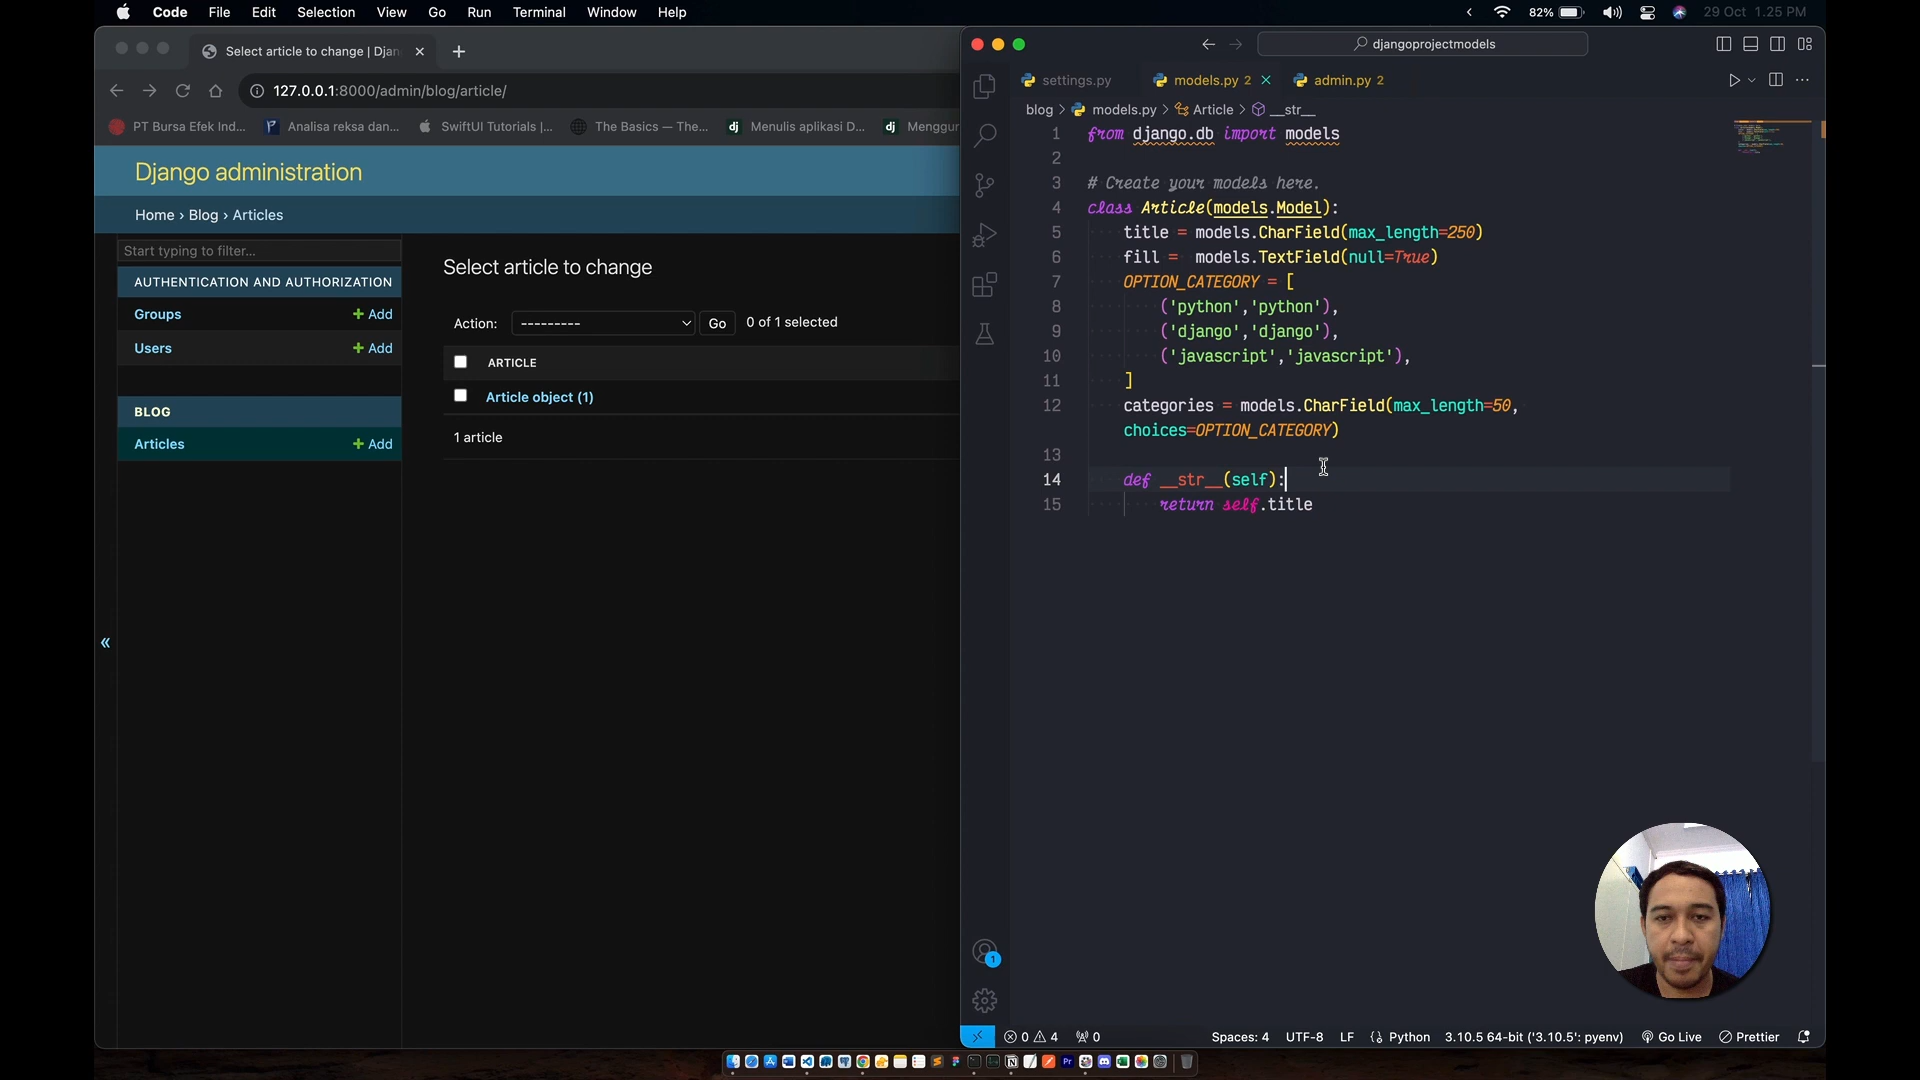 Code File Edit Selection View Go Run Terminal Window Help
82% 29 Oct 1.25 PM
Select article to change | Djan
127.0.0.1:8000/admin/blog/article/
PT Bursa Efek Ind... Analisa reksa dan... SwiftUI Tutorials |... The Basics — The... dj Menulis aplikasi D... dj Menggun
Django administration
Home › Blog › Articles
Start typing to filter...
AUTHENTICATION AND AUTHORIZATION
Groups + Add
Users + Add
BLOG
Articles + Add
«
Select article to change
Action: --------- Go 0 of 1 selected
ARTICLE
Article object (1)
1 article
djangoprojectmodels
settings.py models.py 2 admin.py 2
blog > models.py > Article > __str__
1 from django.db import models
2
3 # Create your models here.
4 class Article(models.Model):
5 title = models.CharField(max_length=250)
6 fill = models.TextField(null=True)
7 OPTION_CATEGORY = [
8 ('python','python'),
9 ('django','django'),
10 ('javascript','javascript'),
11 ]
12 categories = models.CharField(max_length=50,
choices=OPTION_CATEGORY)
13
14 def __str__(self):
15 return self.title
1
0 4 0 Spaces: 4 UTF-8 LF Python 3.10.5 64-bit ('3.10.5': pyenv) Go Live Prettier
Pr